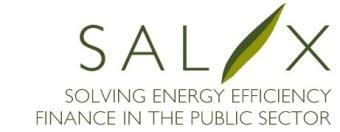 SALIX
SOLVING ENERGY EFFICIENCY
FINANCE IN THE PUBLIC SECTOR